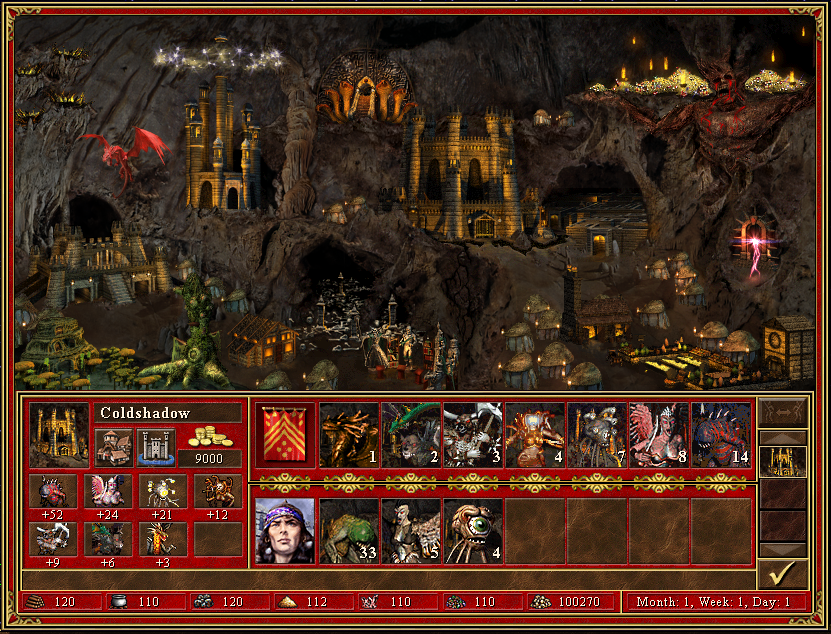 Coldshadow
9000
1 2 3 4 7 8 14
+52 +24 +21 +12
+9 +6 +3
33 5 4
120 110 120 112 110 110 100270 Month: 1, Week: 1, Day: 1